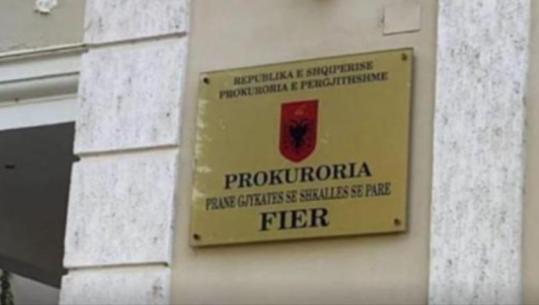 REPUBLIKA E SHQIPERISE
PROKURORIA E PERGJITHSHME
PROKURORIA
PRANE GJYKATES SE SHKALLES SE PARE
FIER